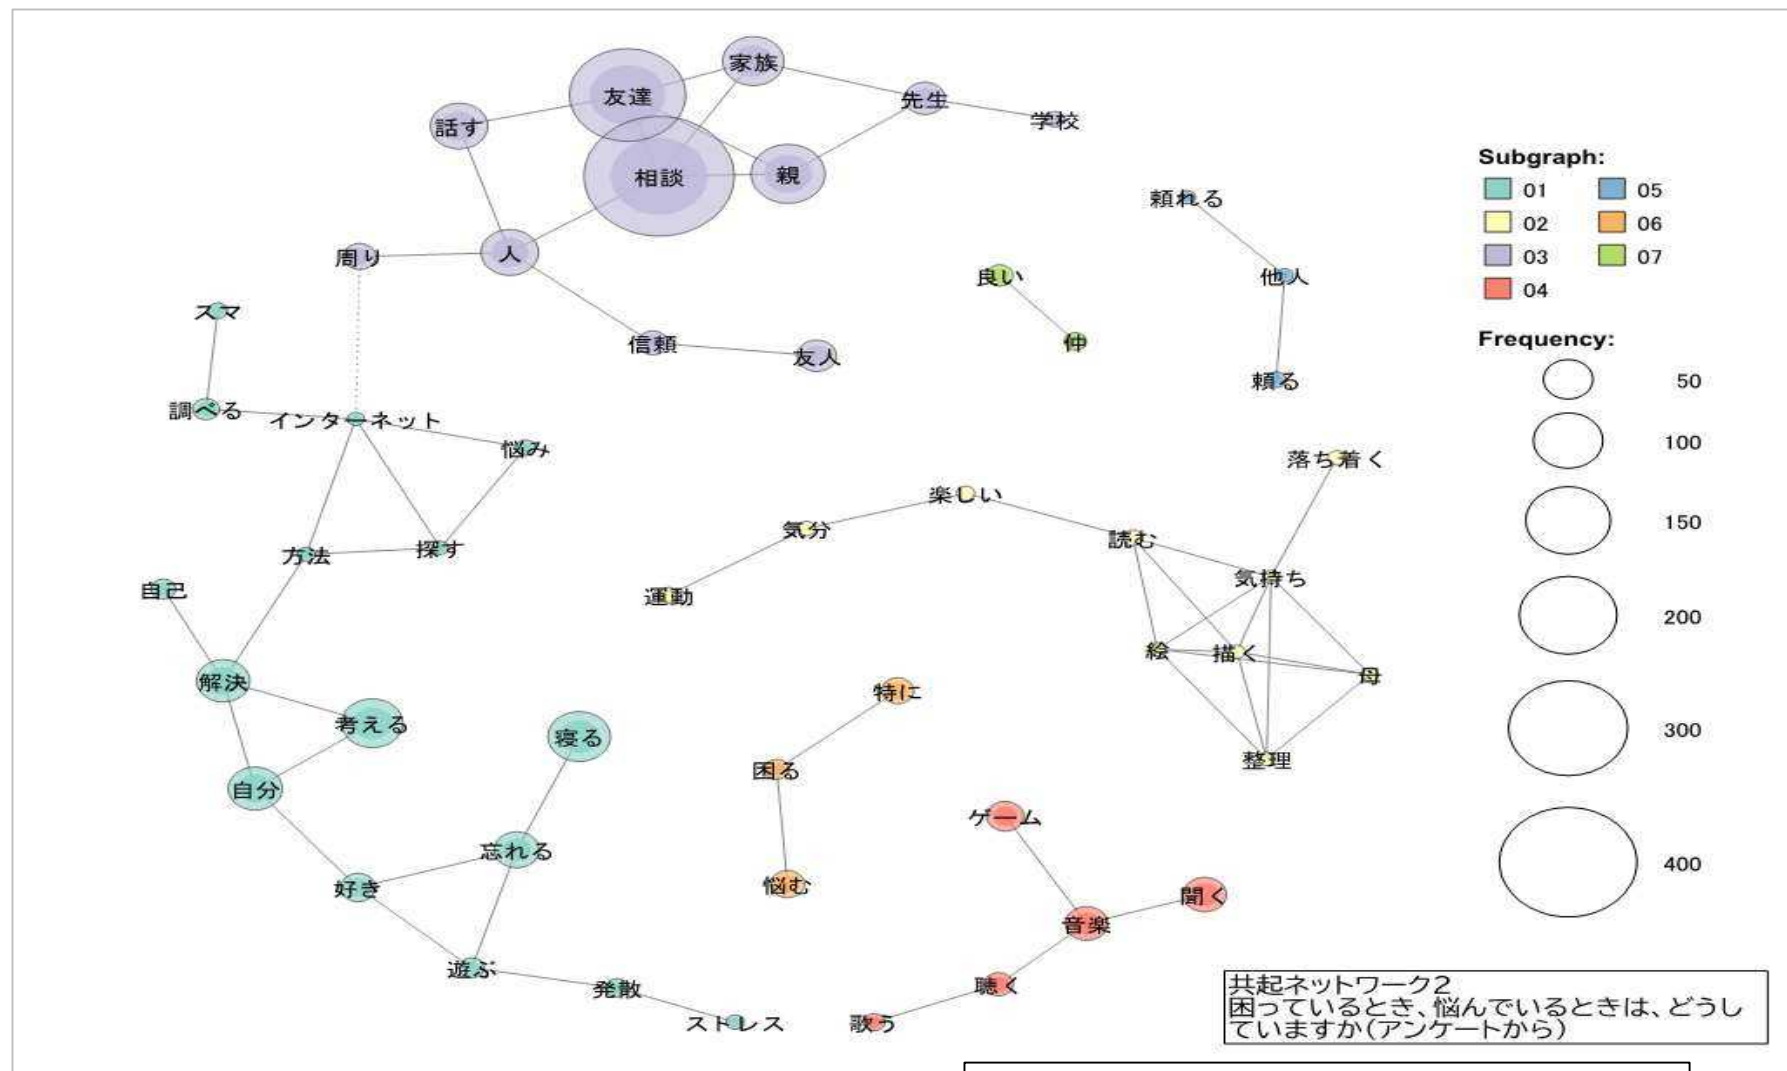 家族
友達
先生
話す
学校
相談
親
人
周り
信頼
友人
スマ
調べる
インターネット
悩み
方法
探す
自己
解決
考える
自分
寝る
忘れる
好き
遊ぶ
発散
ストレス
頼れる
他人
頼る
良い
仲
落ち着く
楽しい
気分
運動
読む
気持ち
絵
描く
母
整理
特に
困る
悩む
ゲーム
聞く
音楽
聴く
歌う
Subgraph:
01 05
02 06
03 07
04
Frequency:
50
100
150
200
300
400
共起ネットワーク2
困っているとき、悩んでいるときは、どうし
ていますか(アンケートから)